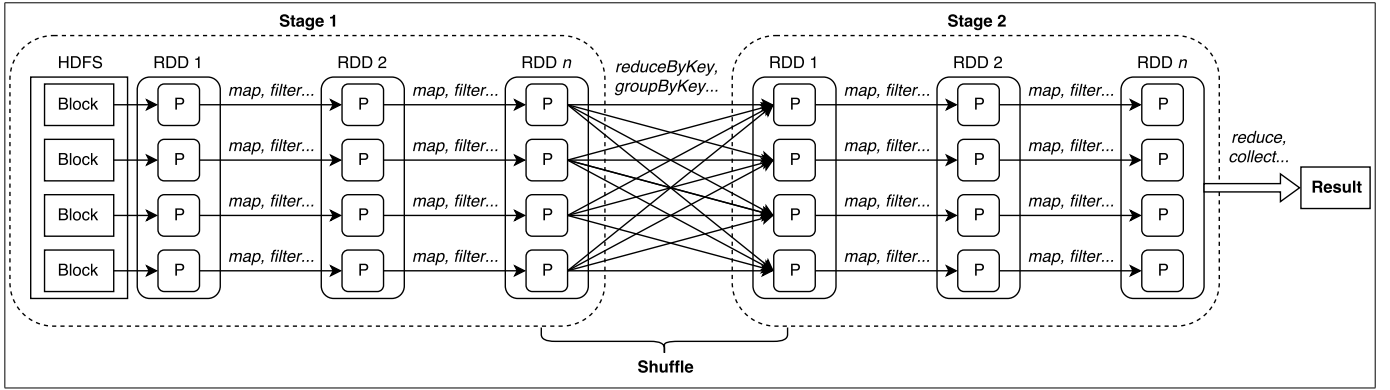 Stage 1
Stage 2
HDFS
RDD 1
RDD 2
RDD n
reduceByKey,
groupByKey...
RDD 1
RDD 2
RDD n
Block
P
map, filter...
P
map, filter...
P
P
map, filter...
P
map, filter...
P
Block
P
map, filter...
P
map, filter...
P
P
map, filter...
P
map, filter...
P
reduce,
collect...
Result
Block
P
map, filter...
P
map, filter...
P
P
map, filter...
P
map, filter...
P
Block
P
map, filter...
P
map, filter...
P
P
map, filter...
P
map, filter...
P
Shuffle